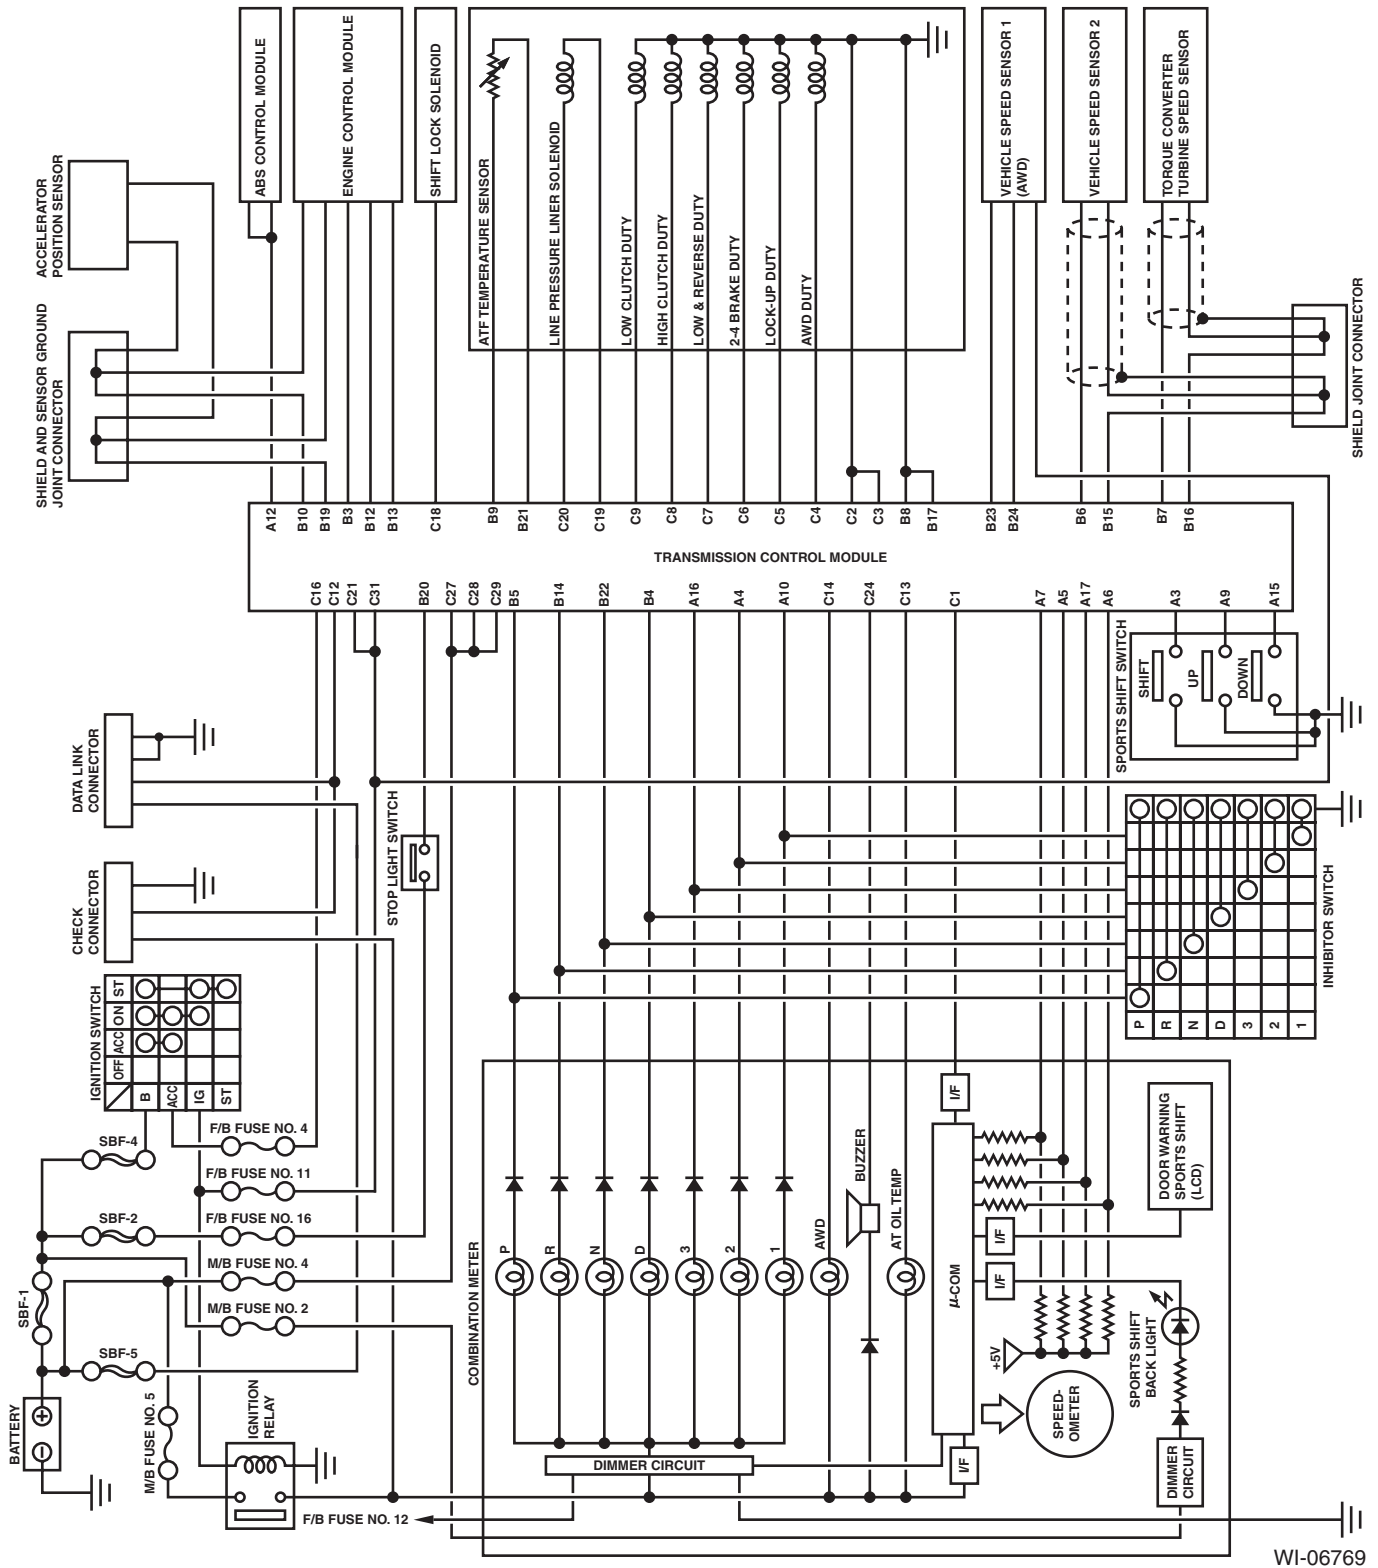 ACCELERATOR
POSITION SENSOR
SHIELD AND SENSOR GROUND
JOINT CONNECTOR
ABS CONTROL MODULE
ENGINE CONTROL MODULE
SHIFT LOCK SOLENOID
ATF TEMPERATURE SENSOR
LINE PRESSURE LINER SOLENOID
LOW CLUTCH DUTY
HIGH CLUTCH DUTY
LOW & REVERSE DUTY
2-4 BRAKE DUTY
LOCK-UP DUTY
AWD DUTY
VEHICLE SPEED SENSOR 1
(AWD)
VEHICLE SPEED SENSOR 2
TORQUE CONVERTER
TURBINE SPEED SENSOR
SHIELD JOINT CONNECTOR
A12
B10
B19
B3
B12
B13
C18
B9
B21
C20
C19
C9
C8
C7
C6
C5
C4
C2
C3
B8
B17
B23
B24
B6
B15
B7
B16
TRANSMISSION CONTROL MODULE
C16
C12
C21
C31
B20
C27
C28
C29
B5
B14
B22
B4
A16
A4
A10
C14
C24
C13
C1
A7
A5
A17
A6
A3
A9
A15
SPORTS SHIFT SWITCH
SHIFT
UP
DOWN
DATA LINK
CONNECTOR
CHECK
CONNECTOR
STOP LIGHT SWITCH
INHIBITOR SWITCH
P
R
N
D
3
2
1
IGNITION SWITCH
OFF
ACC
ON
ST
B
ACC
IG
ST
SBF-4
F/B FUSE NO. 4
F/B FUSE NO. 11
SBF-2
F/B FUSE NO. 16
M/B FUSE NO. 4
SBF-1
M/B FUSE NO. 2
SBF-5
BATTERY
M/B FUSE NO. 5
IGNITION
RELAY
F/B FUSE NO. 12
COMBINATION METER
P
R
N
D
3
2
1
AWD
BUZZER
AT OIL TEMP
I/F
µ-COM
I/F
I/F
I/F
DOOR WARNING
SPORTS SHIFT
(LCD)
+5V
SPEED-
OMETER
SPORTS SHIFT
BACK LIGHT
DIMMER CIRCUIT
DIMMER
CIRCUIT
WI-06769